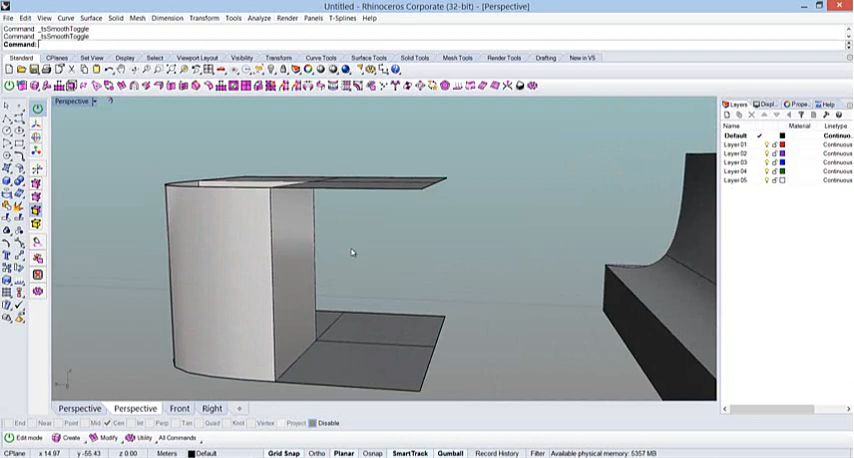 Untitled - Rhinoceros Corporate (32-bit) - [Perspective]
File Edit View Curve Surface Solid Mesh Dimension Transform Tools Analyze Render Panels T-Splines Help
Command: _tsSmoothToggle
Command: _tsSmoothToggle
Command:
Standard CPlanes Set View Display Select Viewport Layout Visibility Transform Curve Tools Surface Tools Solid Tools Mesh Tools Render Tools Drafting New in V5
Perspective
Layers Displ... Prope... Help
Name Material Linetype
Default Continuo...
Layer 01 Continuous
Layer 02 Continuous
Layer 03 Continuous
Layer 04 Continuous
Layer 05 Continuous
Perspective Perspective Front Right
End Near Point Mid Cen Int Perp Tan Quad Knot Vertex Project Disable
Edit mode Create Modify Utility All Commands
CPlane x 14.97 y -55.43 z 0.00 Meters Default Grid Snap Ortho Planar Osnap SmartTrack Gumball Record History Filter Available physical memory: 5357 MB